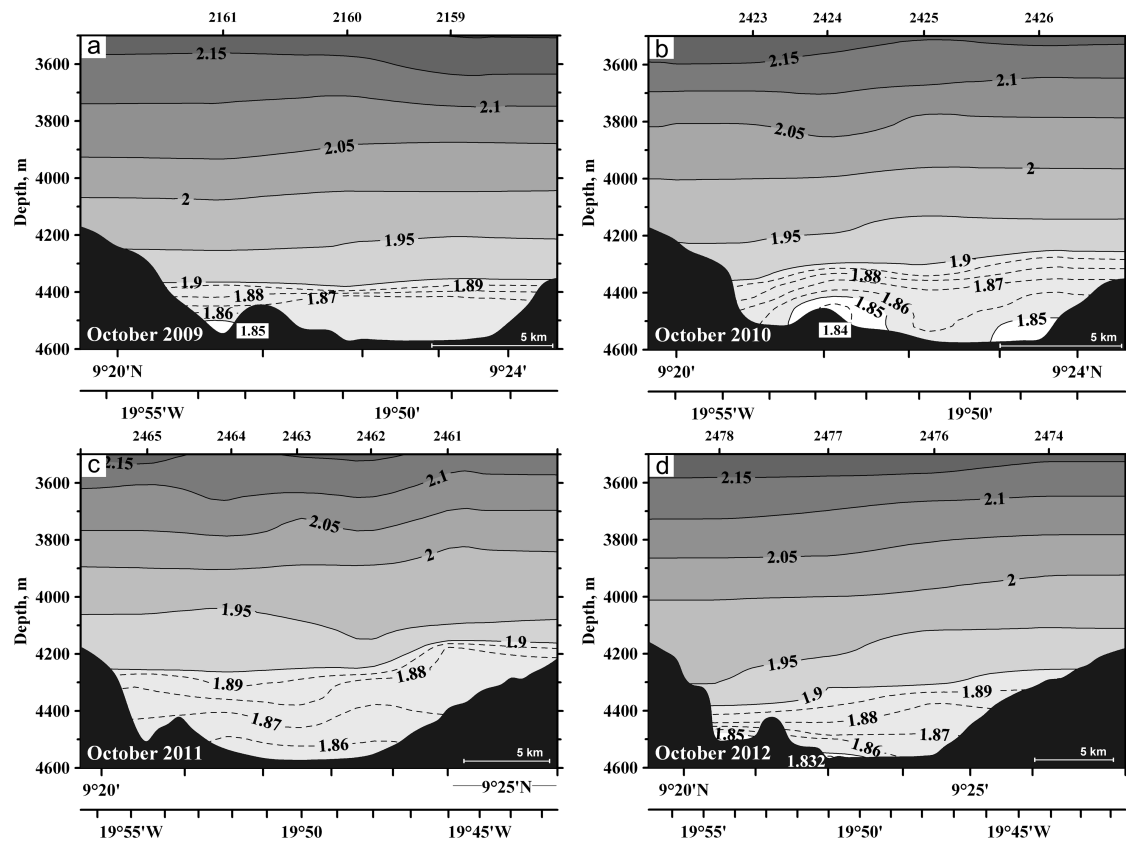 2161 2160 2159
a
3600
3800
4000
4200
4400
4600
Depth, m
2.15
2.1
2.05
2
1.95
1.9
1.89
1.88
1.87
1.86
1.85
October 2009
5 km
9°20'N 9°24'
19°55'W 19°50'
2423 2424 2425 2426
b
3600
3800
4000
4200
4400
4600
Depth, m
2.15
2.1
2.05
2
1.95
1.9
1.88
1.87
1.86
1.85
1.85
1.84
October 2010
5 km
9°20' 9°24'N
19°55'W 19°50'
2465 2464 2463 2462 2461
c
3600
3800
4000
4200
4400
4600
Depth, m
2.15
2.1
2.05
2
1.95
1.9
1.89
1.88
1.87
1.86
October 2011
5 km
9°20' 9°25'N
19°55'W 19°50 19°45'W
2478 2477 2476 2474
d
3600
3800
4000
4200
4400
4600
Depth, m
2.15
2.1
2.05
2
1.95
1.9
1.89
1.88
1.87
1.85
1.86
1.832
October 2012
5 km
9°20'N 9°25'
19°55' 19°50' 19°45'W